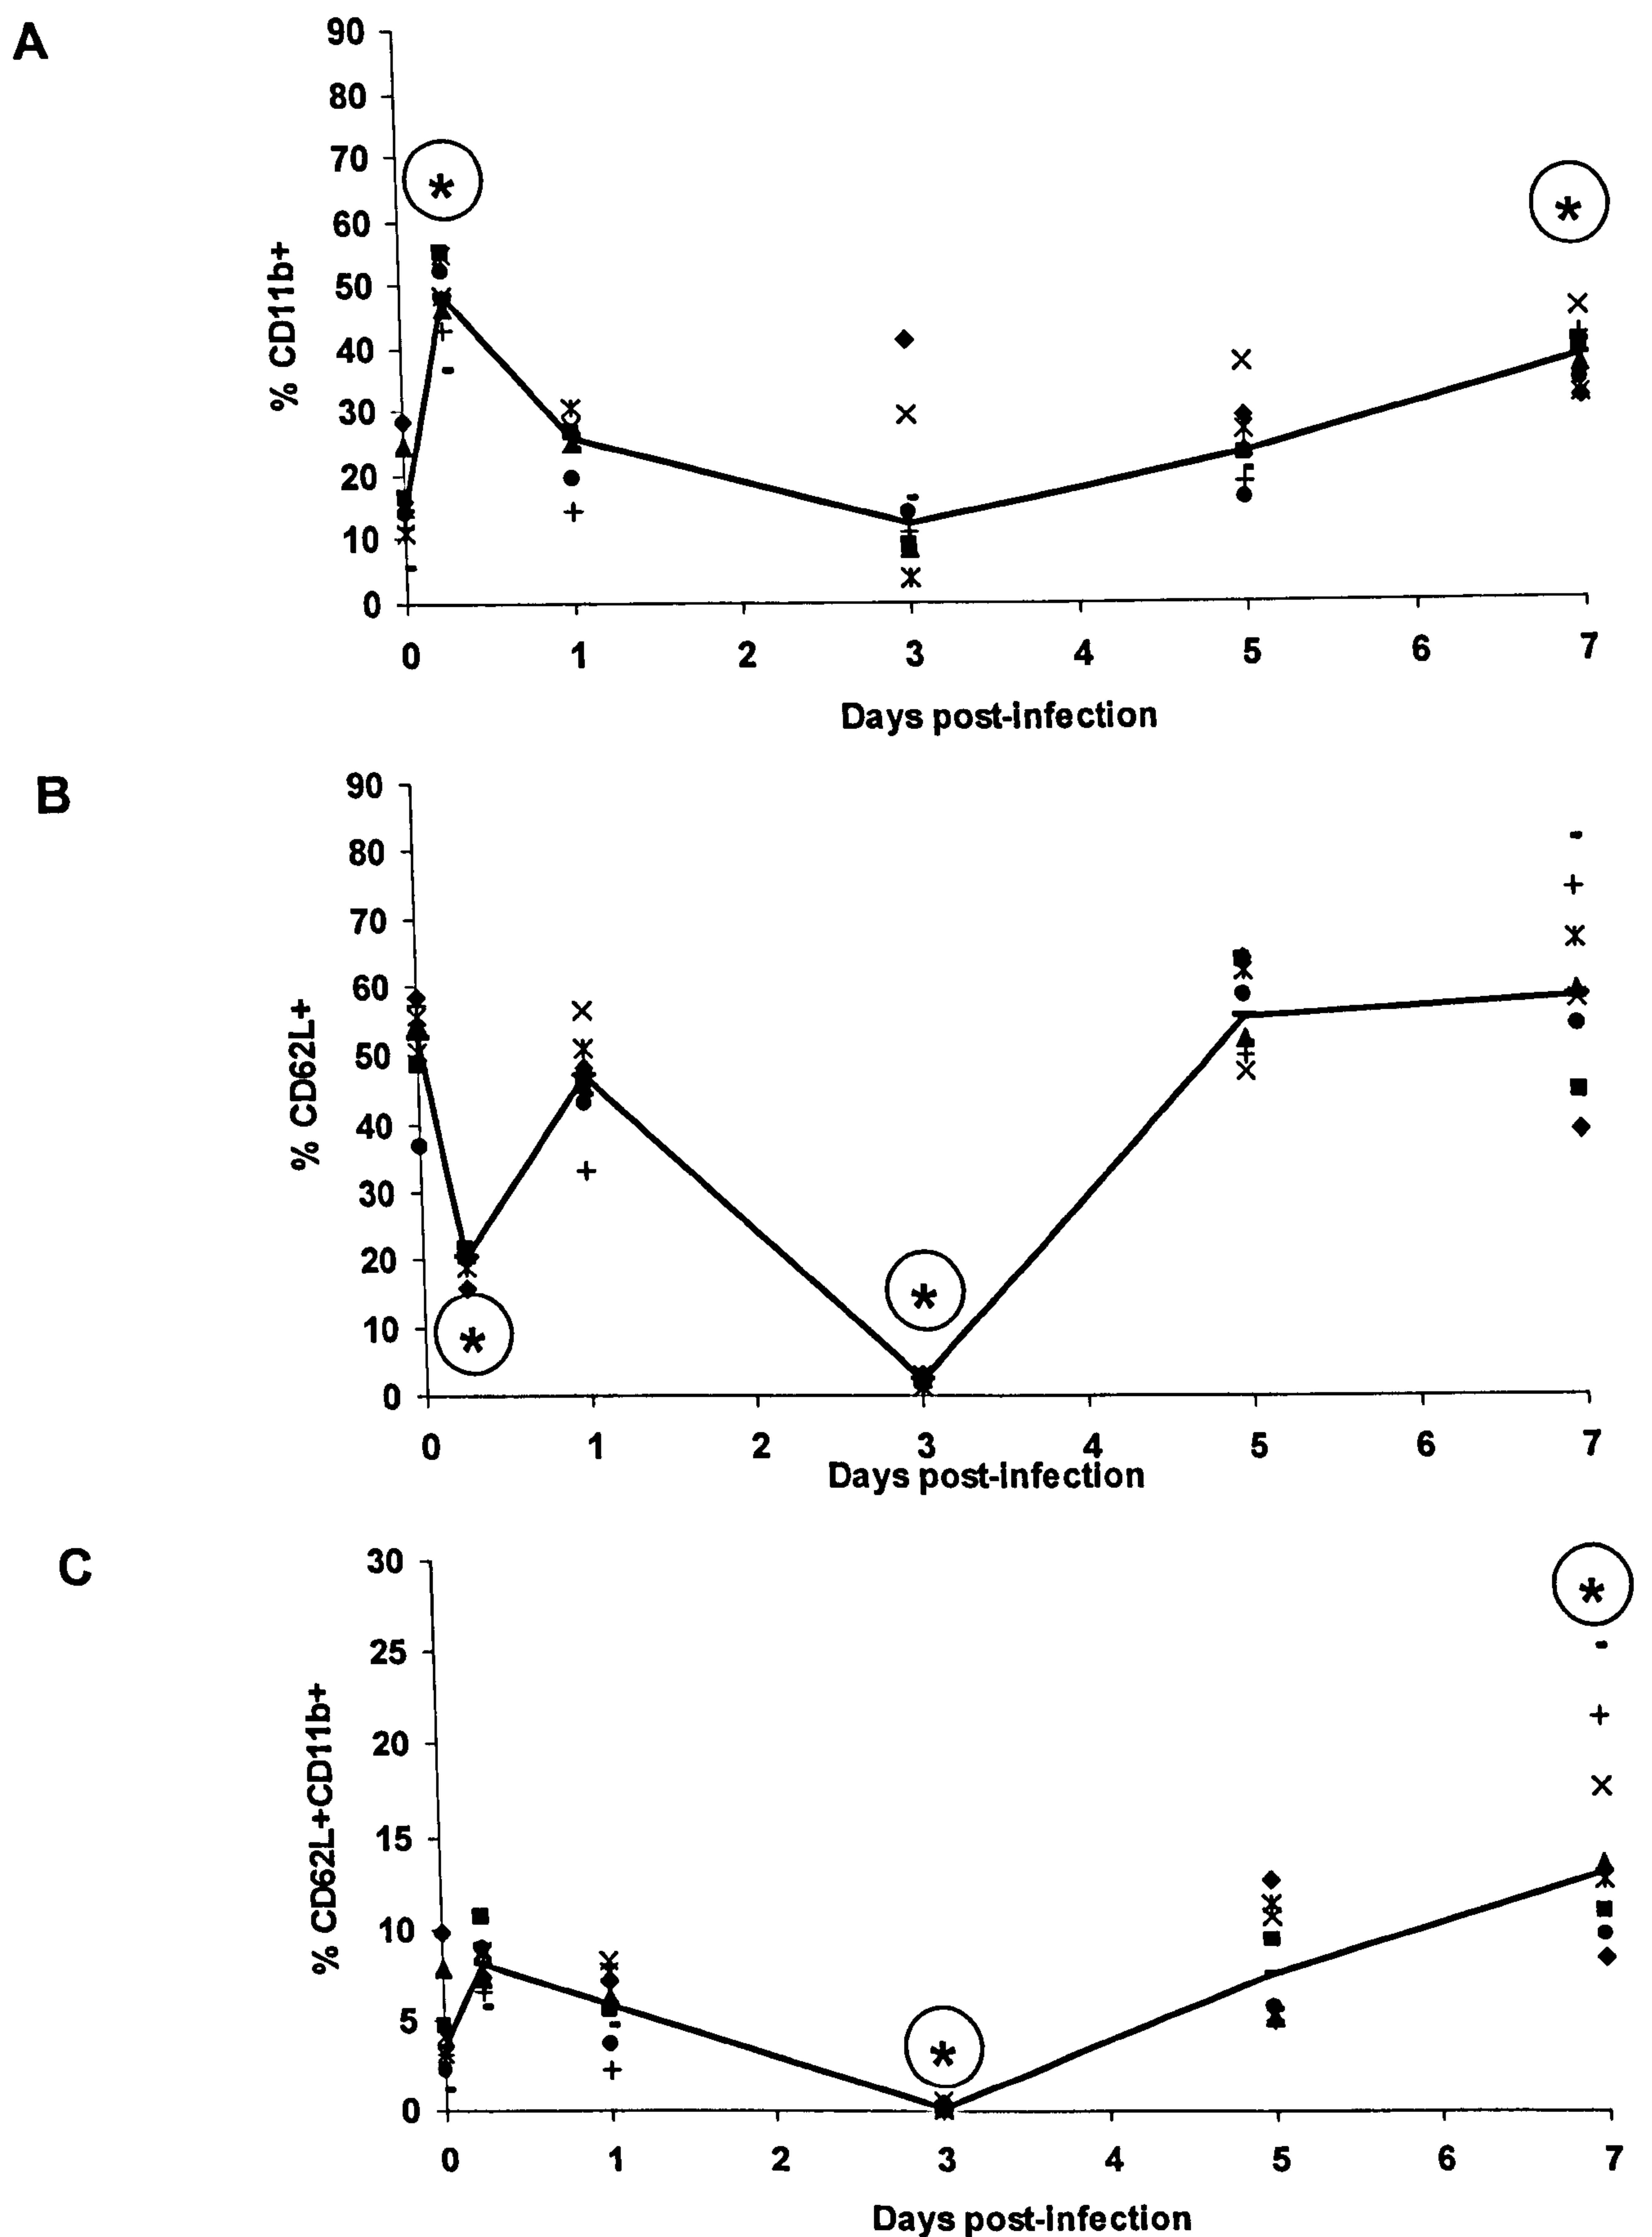 A
90
80
70
60
50
40
30
20
10
0
% CD11b+
*
*
0 1 2 3 4 5 6 7
Days post-infection
B
90
80
70
60
50
40
30
20
10
0
% CD62L+
*
*
0 1 2 3 4 5 6 7
Days post-infection
C
30
25
20
15
10
5
0
% CD62L+CD11b+
*
*
0 1 2 3 4 5 6 7
Days post-infection